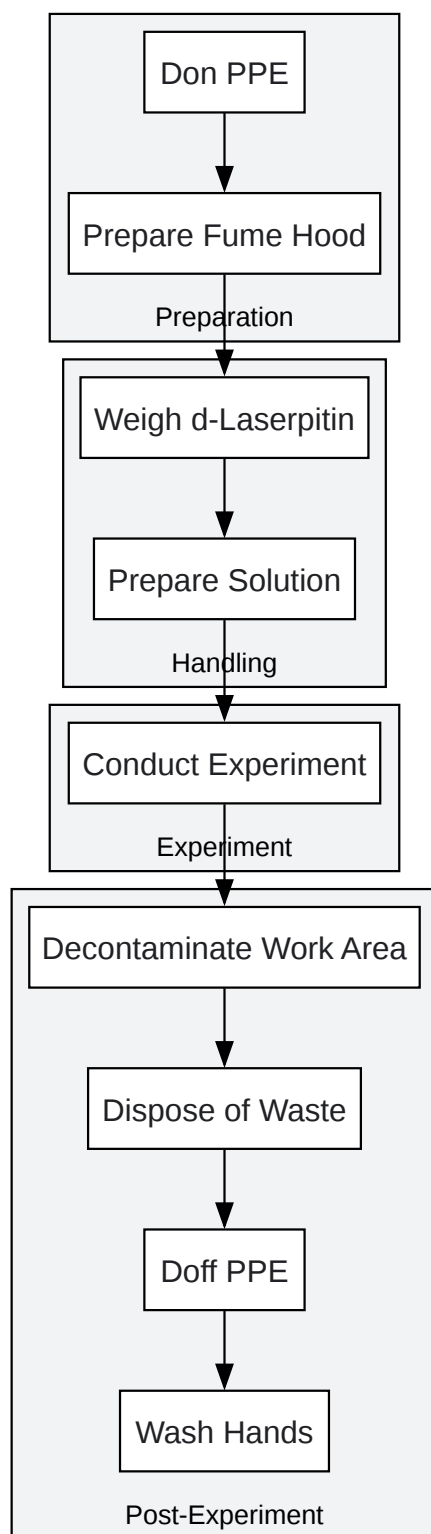 Don PPE
Prepare Fume Hood
Preparation
Weigh d-Laserpitin
Prepare Solution
Handling
Conduct Experiment
Experiment
Decontaminate Work Area
Dispose of Waste
Doff PPE
Wash Hands
Post-Experiment